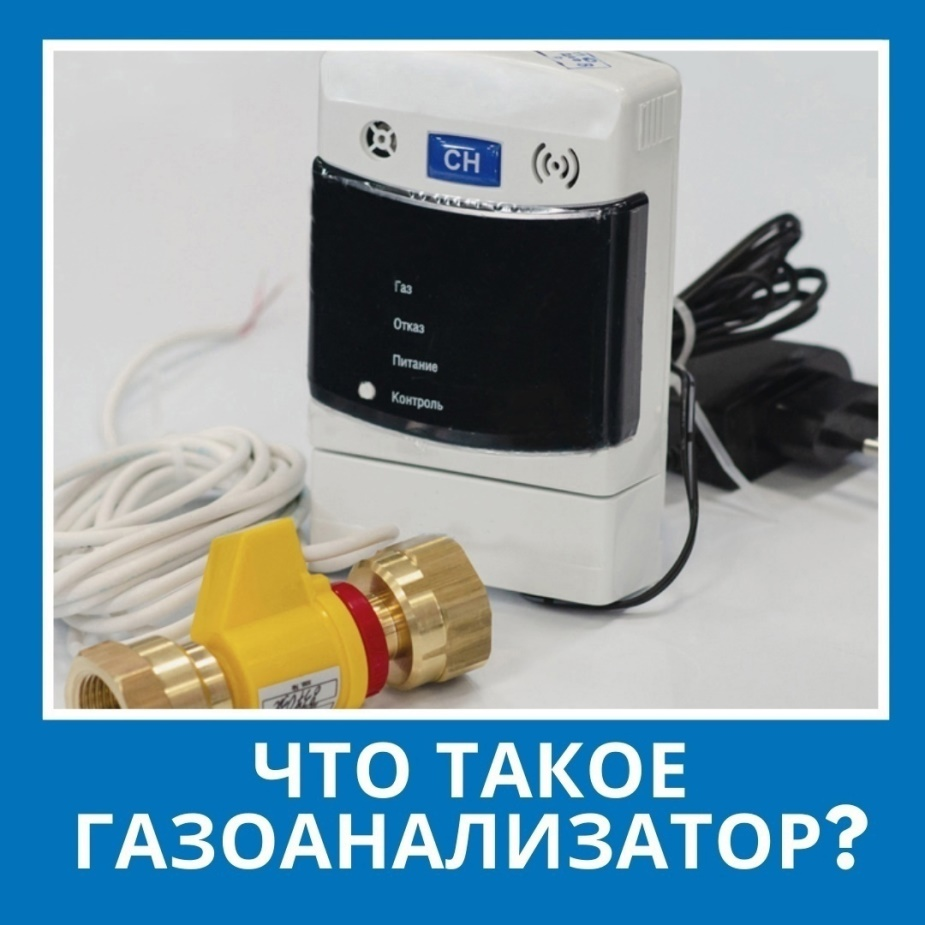 CH
Газ
Отказ
Питание
Контроль
ЧТО ТАКОЕ
ГАЗОАНАЛИЗАТОР?